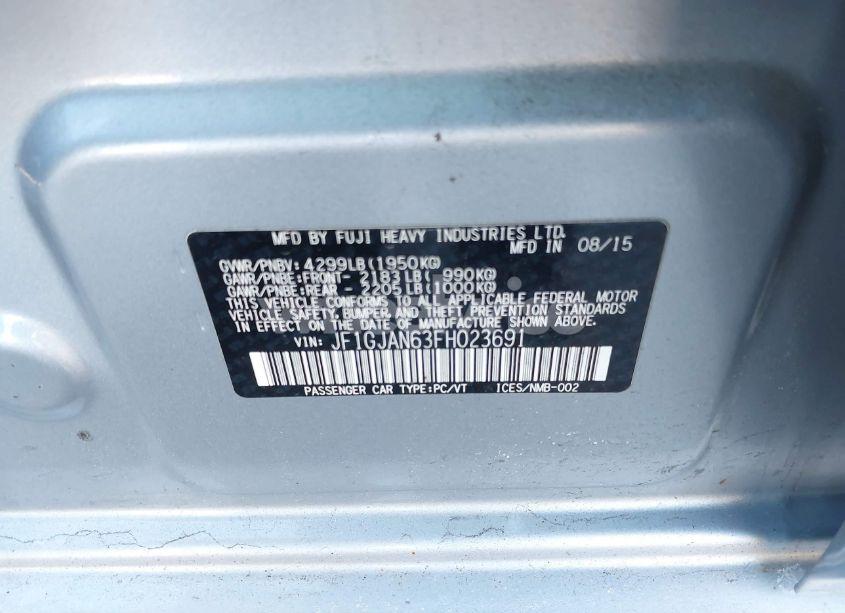 MFD BY FUJI HEAVY INDUSTRIES LTD.
MFD IN 08/15
GVWR/PNBV: 4299LB(1950KG)
GAWR/PNBE:FRONT- 2183LB( 990KG)
GAWR/PNBE:REAR - 2205LB(1000KG)
THIS VEHICLE CONFORMS TO ALL APPLICABLE FEDERAL MOTOR
VEHICLE SAFETY, BUMPER, AND THEFT PREVENTION STANDARDS
IN EFFECT ON THE DATE OF MANUFACTURE SHOWN ABOVE.
VIN: JF1GJAN63FH023691
PASSENGER CAR TYPE:PC/VT ICES/NMB-002